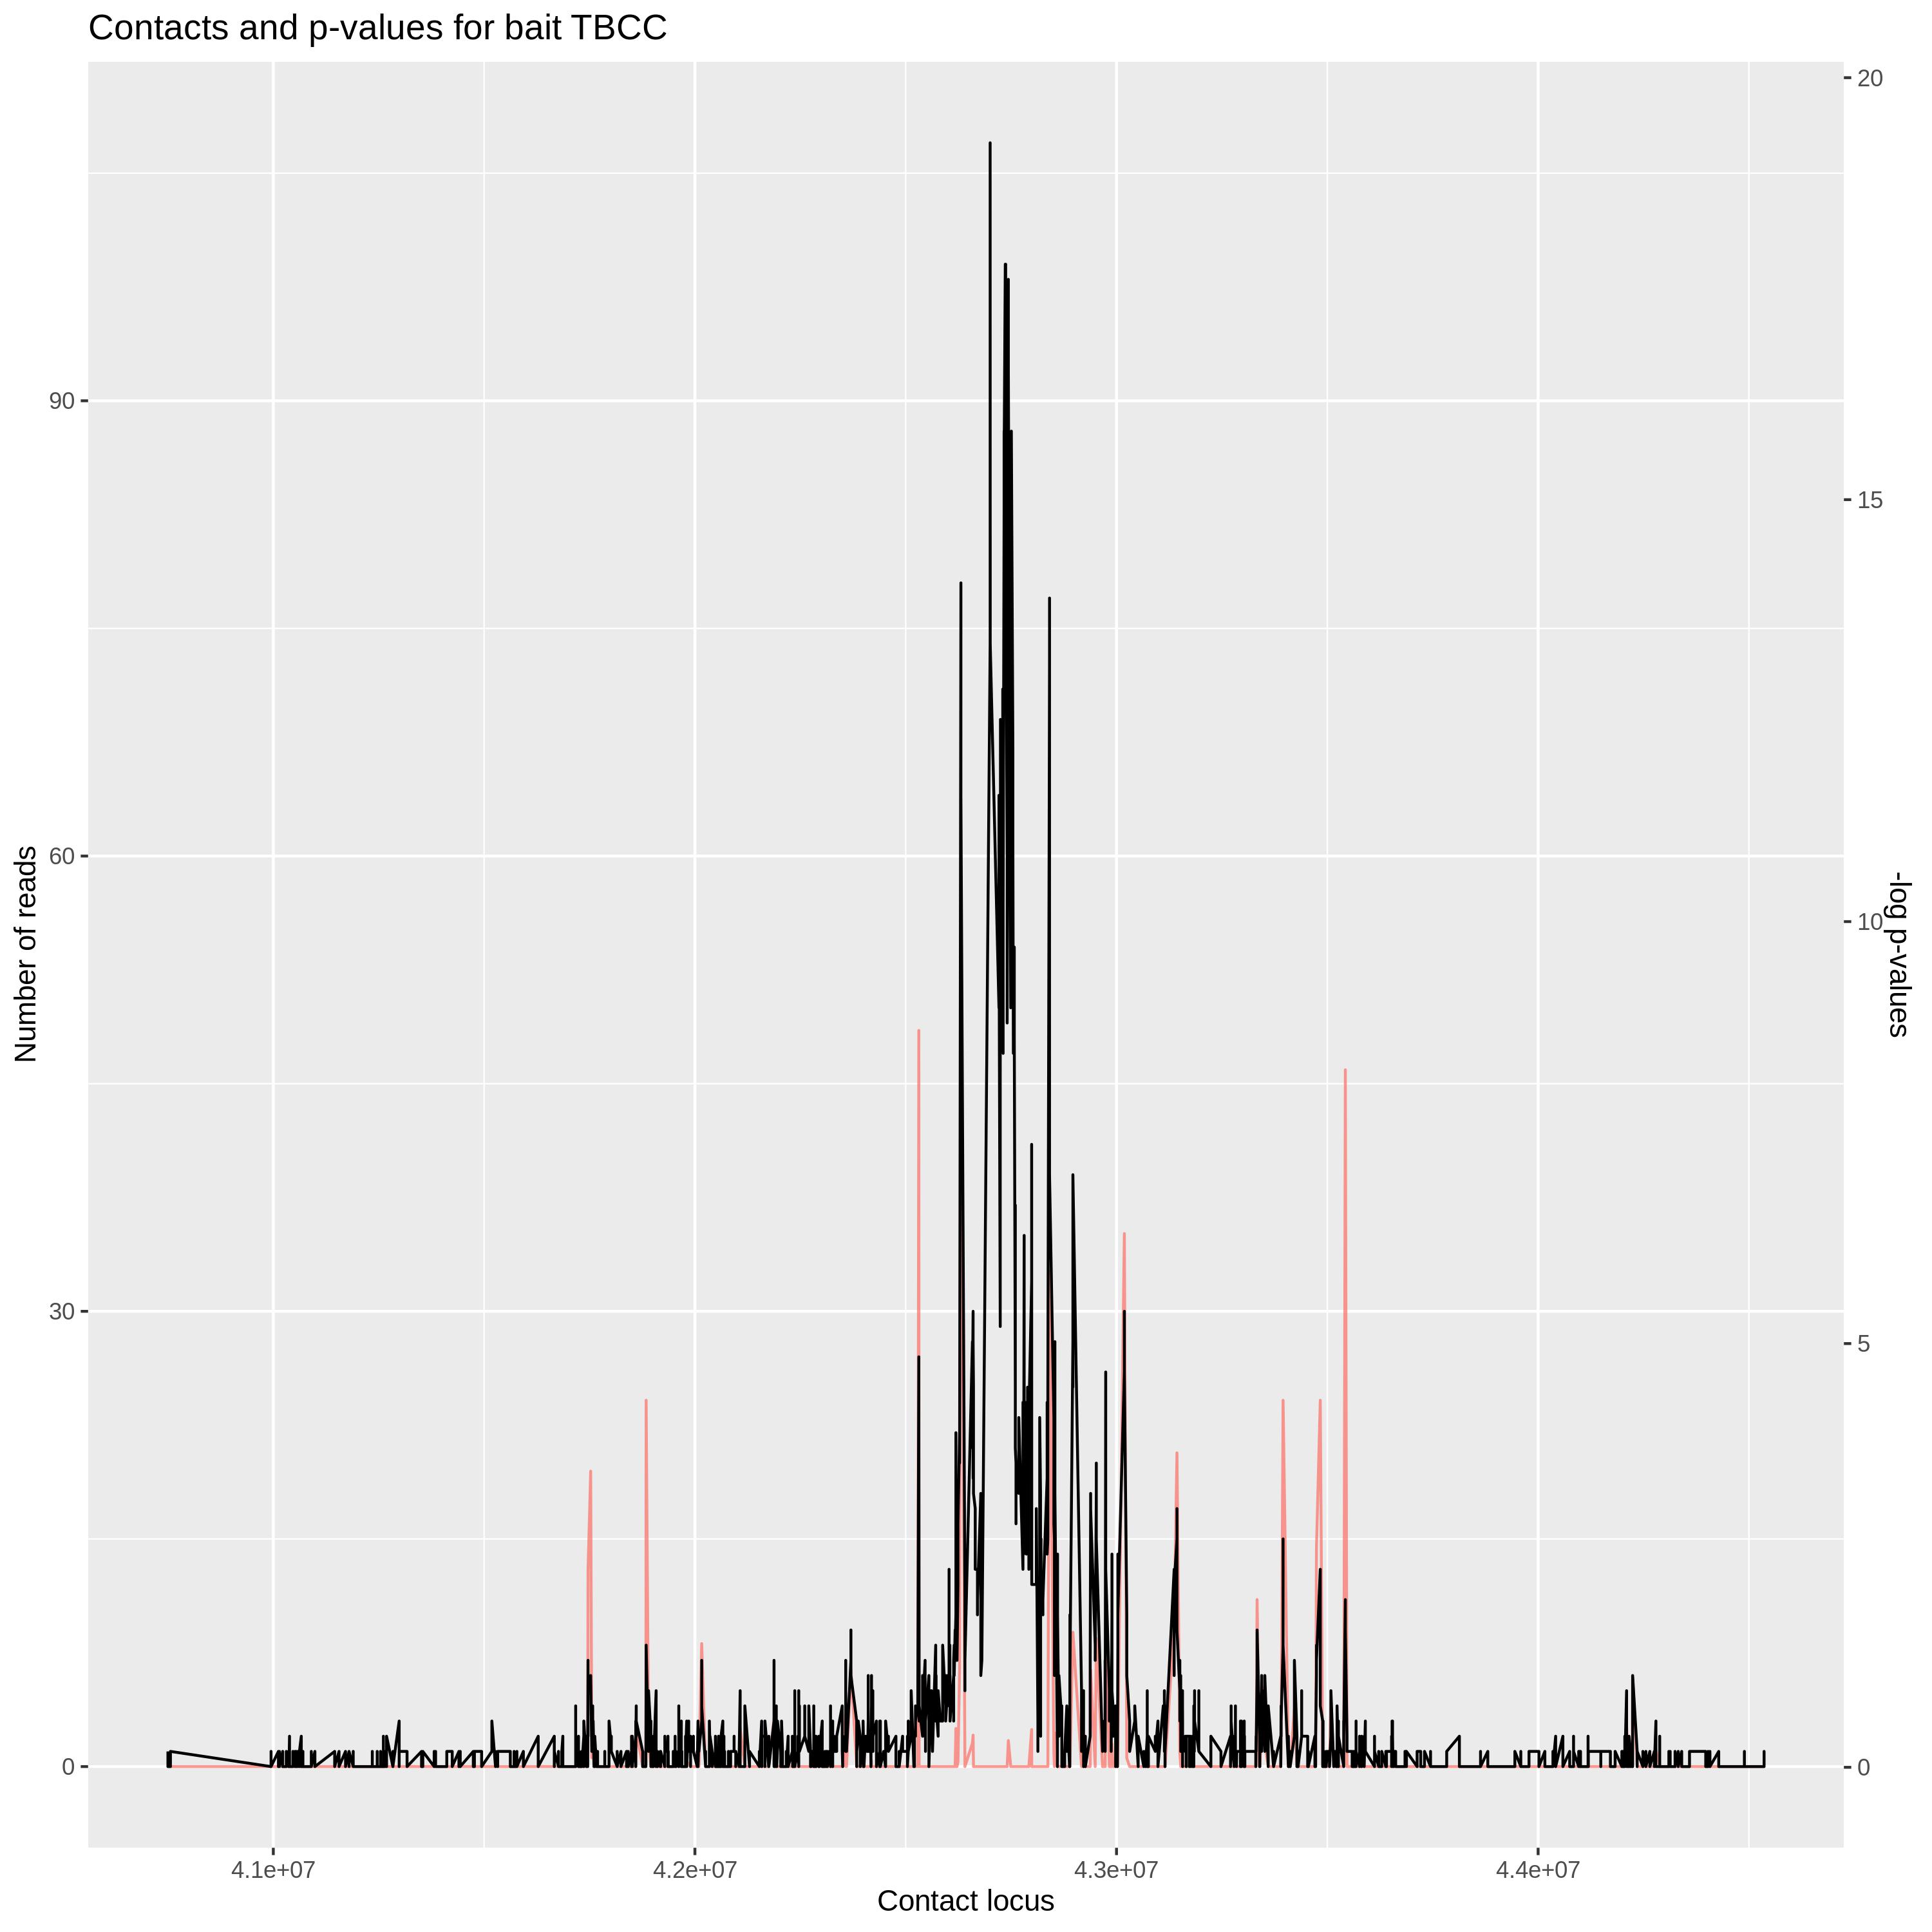 Contacts and p-values for bait TBCC
20
15
10
5
0
90
60
30
0
Number of reads
-log p-values
4.1e+07 4.2e+07 4.3e+07 4.4e+07
Contact locus